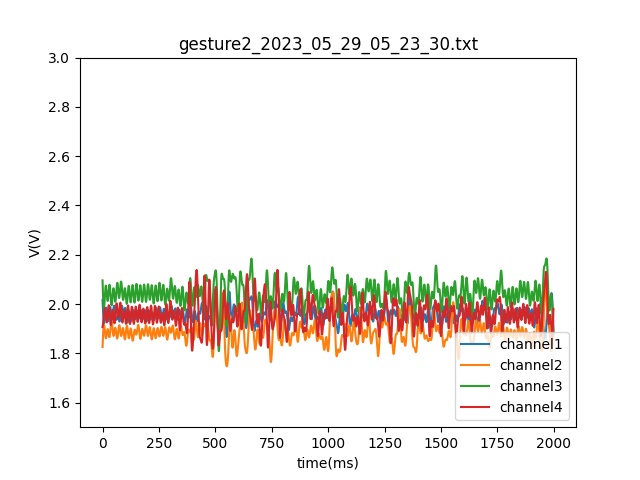 gesture2_2023_05_29_05_23_30.txt
3.0
2.8
2.6
2.4
2.2
2.0
1.8
1.6
V(V)
channel1
channel2
channel3
channel4
0 250 500 750 1000 1250 1500 1750 2000
time(ms)